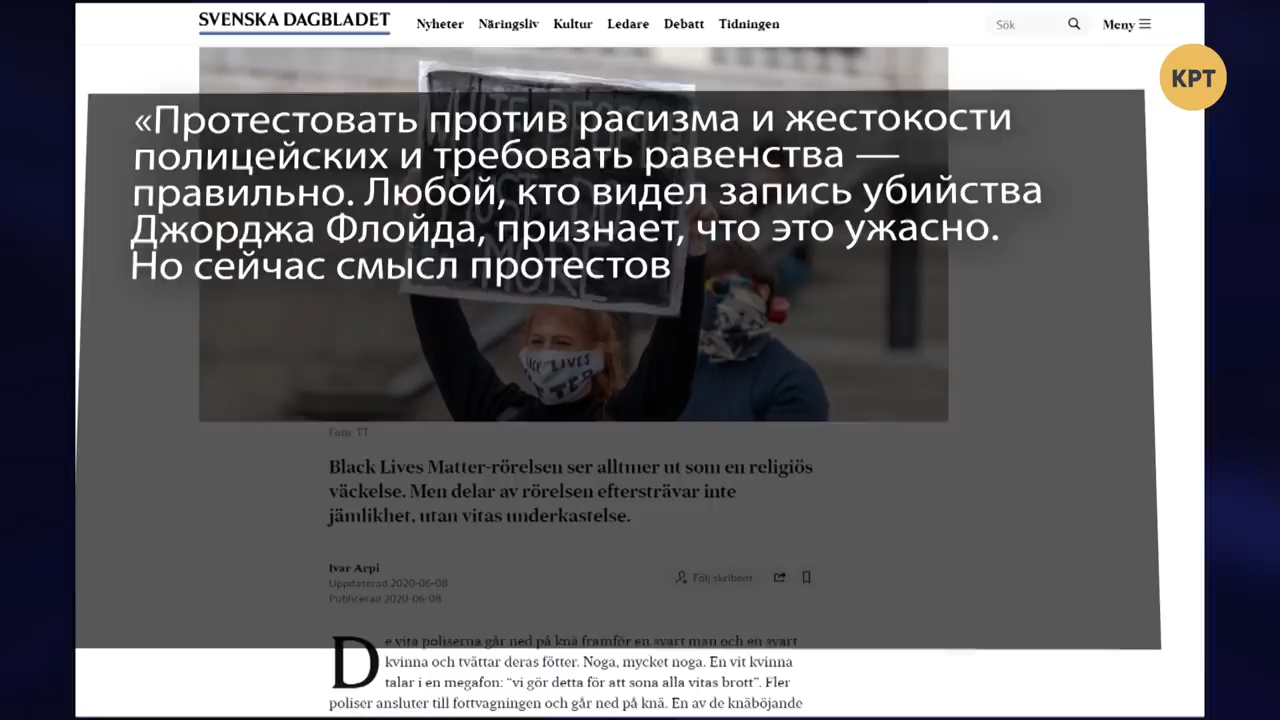 SVENSKA DAGBLADET
Nyheter Näringsliv Kultur Ledare Debatt Tidningen
Sök
Meny
КРТ
«Протестовать против расизма и жестокости
полицейских и требовать равенства —
правильно. Любой, кто видел запись убийства
Джорджа Флойда, признает, что это ужасно.
Но сейчас смысл протестов
MORE
LIVES
Foto: TT
Black Lives Matter-rörelsen ser alltmer ut som en religiös
väckelse. Men delar av rörelsen eftersträvar inte
jämlikhet, utan vitas underkastelse.
Ivar Arpi
Uppdaterad 2020-06-08
Publicerad 2020-06-08
Följ skribent
De vita poliserna går ned på knä framför en svart man och en svart
kvinna och tvättar deras fötter. Noga, mycket noga. En vit kvinna
talar i en megafon: "vi gör detta för att sona alla vitas brott". Fler
poliser ansluter till fottvagningen och går ned på knä. En av de knäböjande